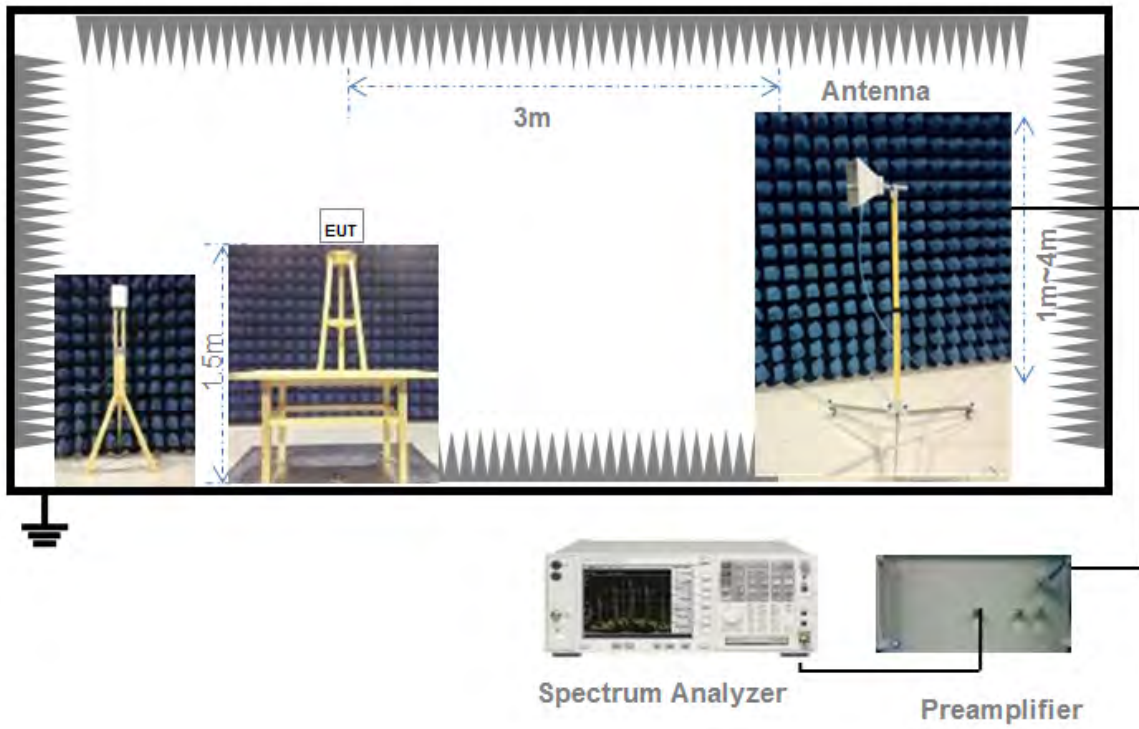 Antenna
3m
EUT
1.5m
1m~4m
Spectrum Analyzer
Preamplifier